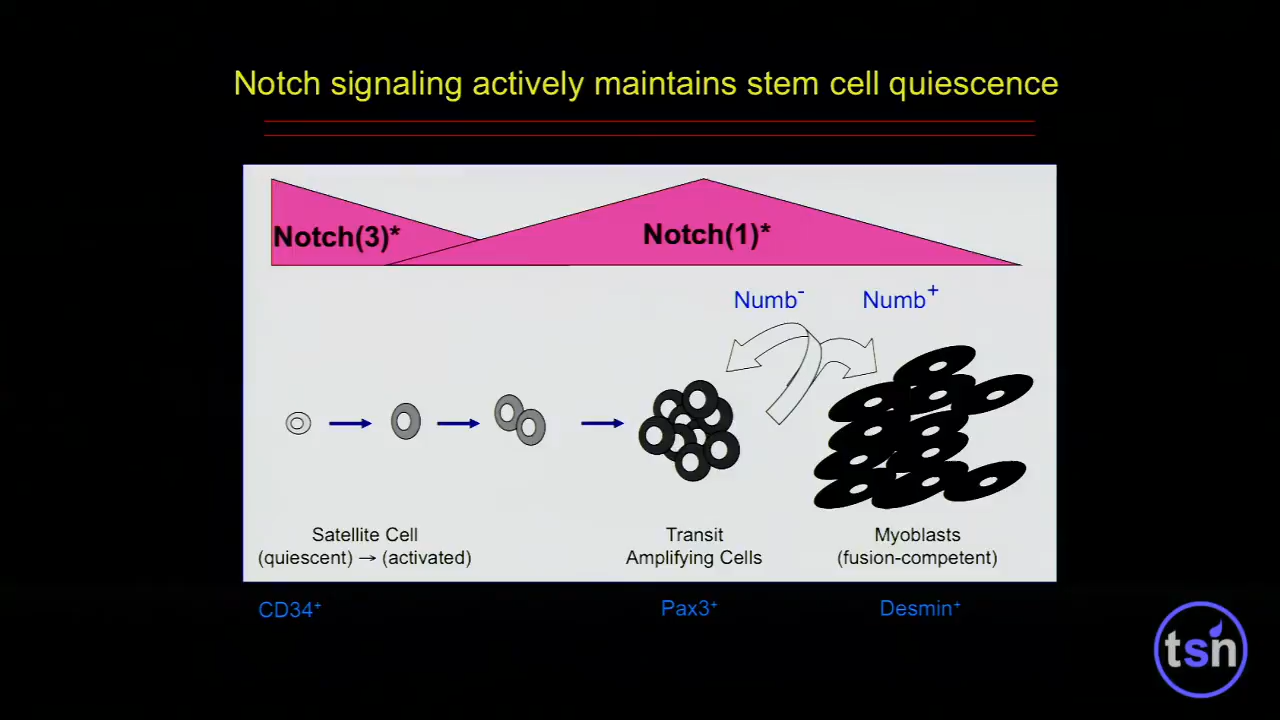 Notch signaling actively maintains stem cell quiescence
Notch(3)*
Notch(1)*
Numb-
Numb+
Satellite Cell
(quiescent) → (activated)
Transit
Amplifying Cells
Myoblasts
(fusion-competent)
CD34+
Pax3+
Desmin+
tsn